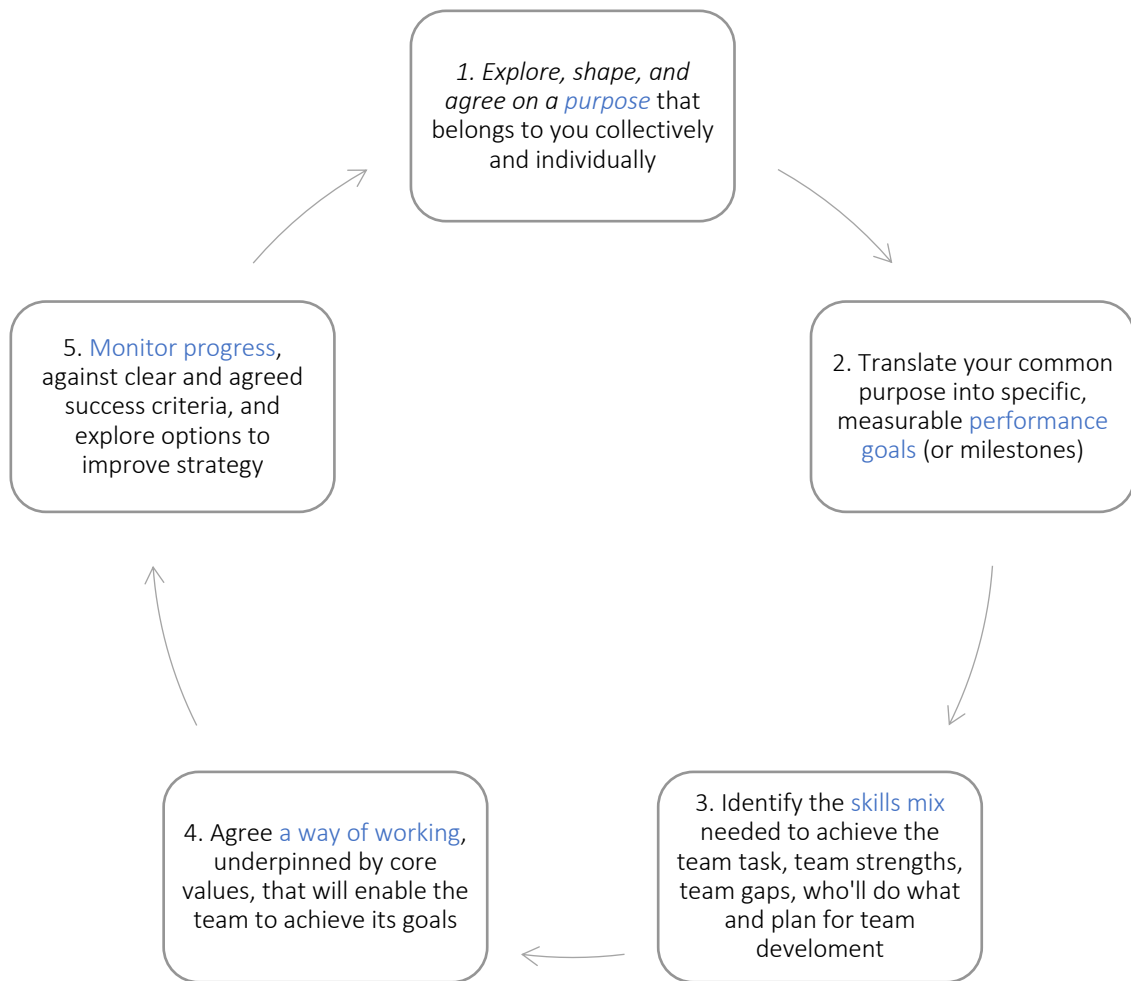 1. Explore, shape, and
agree on a purpose that
belongs to you collectively
and individually
2. Translate your common
purpose into specific,
measurable performance
goals (or milestones)
3. Identify the skills mix
needed to achieve the
team task, team strengths,
team gaps, who'll do what
and plan for team
develoment
4. Agree a way of working,
underpinned by core
values, that will enable the
team to achieve its goals
5. Monitor progress,
against clear and agreed
success criteria, and
explore options to
improve strategy